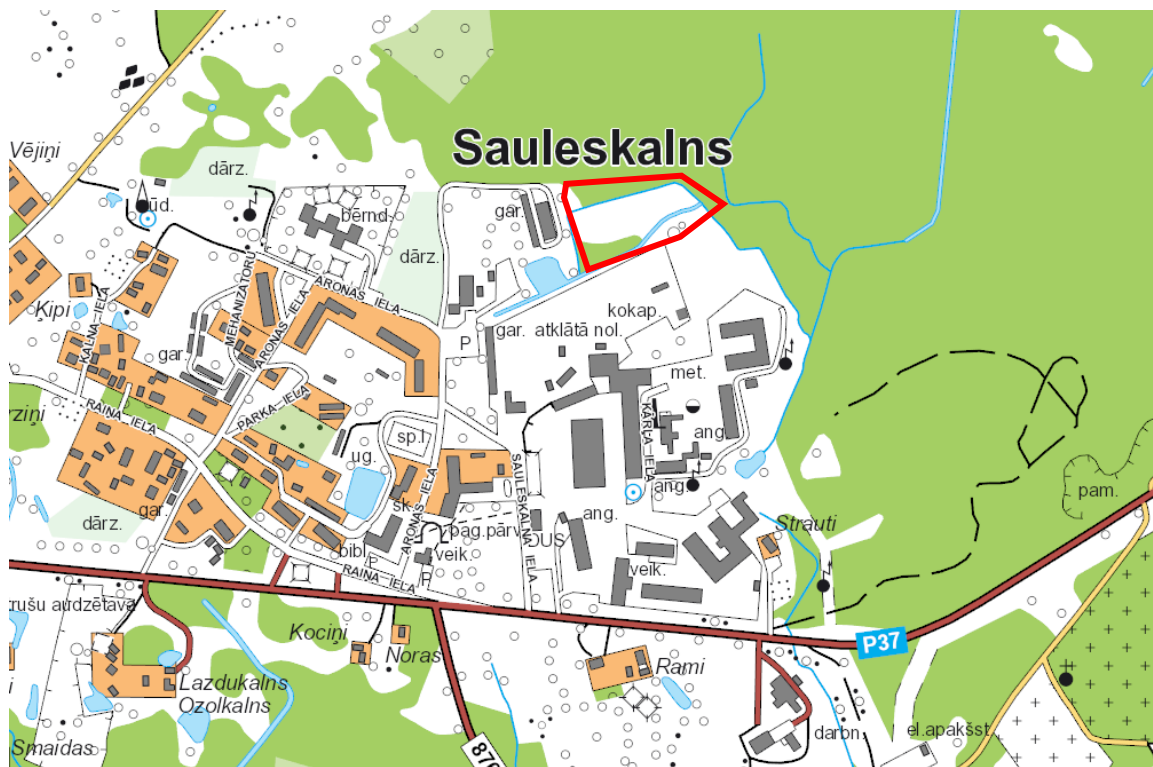 Sauleskalns
Vējiņi
dārz.
ūd.
bērnd.
gar.
dārz.
MEHANIZATORU
ARONAS IELA
ARONAS IELA
Ķipi
KALNA IELA
kokap.
gar. atklātā nol.
P
gar.
met.
RAIŅA IELA
PARKA IELA
KĀRĻA IELA
ang.
sp.l
ug.
SAULESKALNA IELA
ARONAS IELA
šk.
ang.
pam.
dārz.
gar.
pag.pārv.
DUS
ang.
Strauti
bibl.
P
veik.
veik.
RAIŅA IELA
P
trušu audzētava
Kociņi
Noras
P37
Rami
Lazdukalns
Ozolkalns
Smaidas
darbn.
el.apakšst.